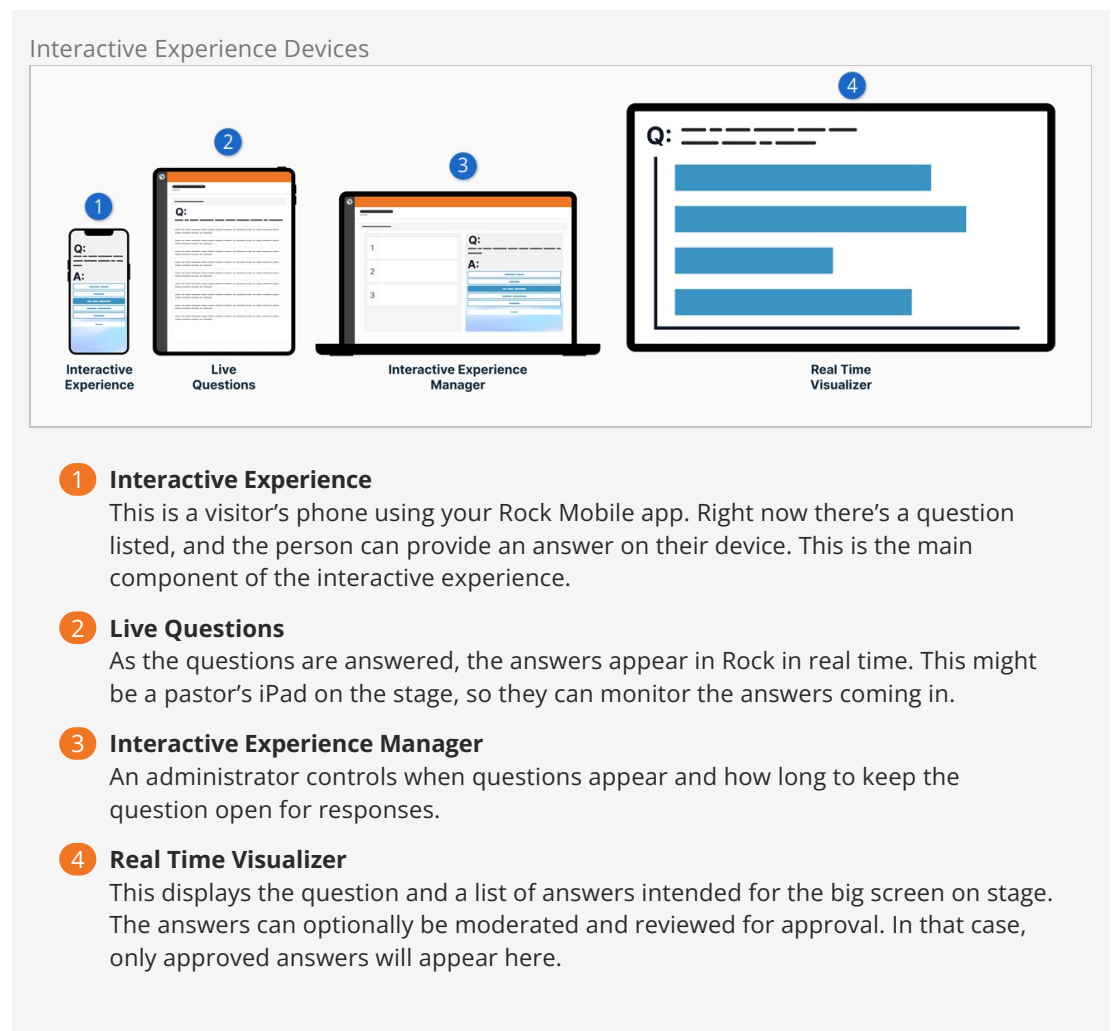 Interactive Experience Devices
1
2
3
4
Q:
A:
Q:
1
2
3
Q:
A:
Q:
Interactive
Experience
Live
Questions
Interactive Experience
Manager
Real Time
Visualizer
1 Interactive Experience
This is a visitor’s phone using your Rock Mobile app. Right now there’s a question
listed, and the person can provide an answer on their device. This is the main
component of the interactive experience.
2 Live Questions
As the questions are answered, the answers appear in Rock in real time. This might
be a pastor’s iPad on the stage, so they can monitor the answers coming in.
3 Interactive Experience Manager
An administrator controls when questions appear and how long to keep the
question open for responses.
4 Real Time Visualizer
This displays the question and a list of answers intended for the big screen on stage.
The answers can optionally be moderated and reviewed for approval. In that case,
only approved answers will appear here.